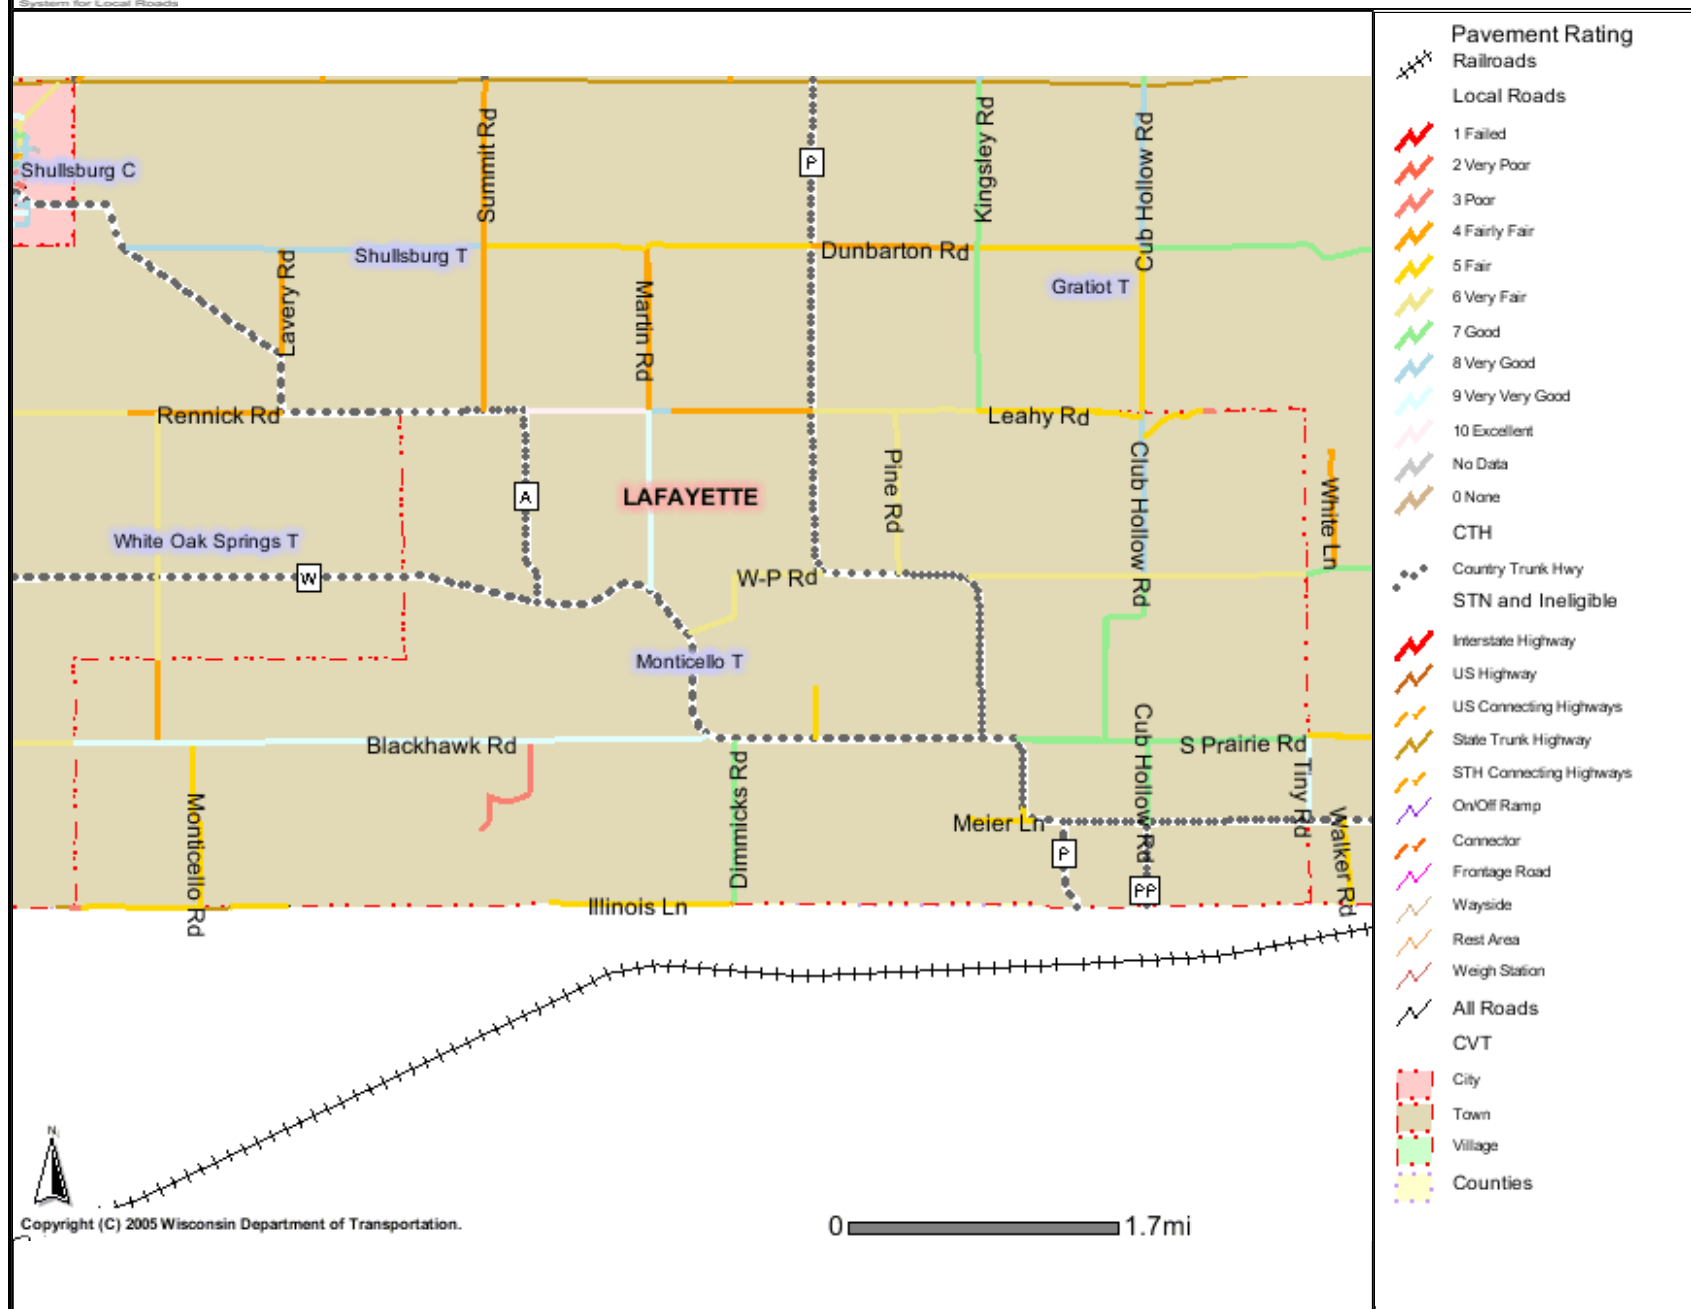 System for Local Roads
Shullsburg C
Summit Rd
P
Kingsley Rd
Cub Hollow Rd
Shullsburg T
Dunbarton Rd
Lavery Rd
Martin Rd
Gratiot T
Rennick Rd
Leahy Rd
A
LAFAYETTE
Pine Rd
Club Hollow Rd
White Ln
White Oak Springs T
W
W-P Rd
Monticello T
Blackhawk Rd
S Prairie Rd
Cub Hollow Rd
Tiny Rd
Monticello Rd
Dimmicks Rd
Meier Ln
Walker Rd
P
PP
Illinois Ln
N
Copyright (C) 2005 Wisconsin Department of Transportation.
0 1.7mi
Pavement Rating
Railroads
Local Roads
1 Failed
2 Very Poor
3 Poor
4 Fairly Fair
5 Fair
6 Very Fair
7 Good
8 Very Good
9 Very Very Good
10 Excellent
No Data
0 None
CTH
Country Trunk Hwy
STN and Ineligible
Interstate Highway
US Highway
US Connecting Highways
State Trunk Highway
STH Connecting Highways
On/Off Ramp
Connector
Frontage Road
Wayside
Rest Area
Weigh Station
All Roads
CVT
City
Town
Village
Counties